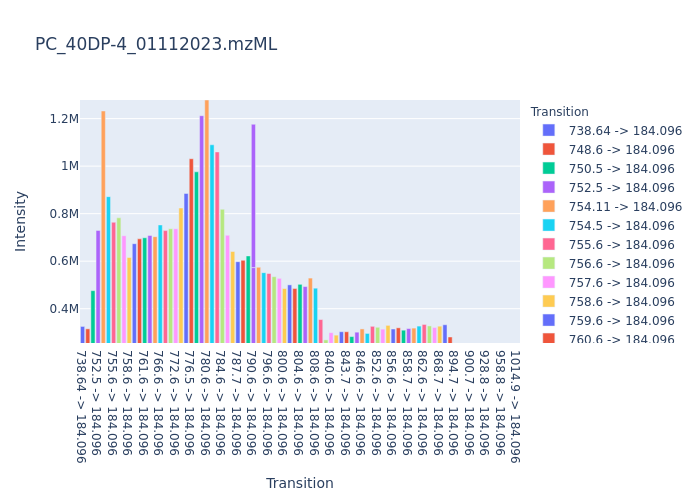 PC_40DP-4_01112023.mzML
Intensity
1.2M
1M
0.8M
0.6M
0.4M
738.64 -> 184.096
752.5 -> 184.096
755.6 -> 184.096
758.6 -> 184.096
761.6 -> 184.096
766.6 -> 184.096
772.6 -> 184.096
776.5 -> 184.096
780.6 -> 184.096
784.6 -> 184.096
787.7 -> 184.096
790.6 -> 184.096
796.6 -> 184.096
800.6 -> 184.096
804.6 -> 184.096
808.6 -> 184.096
840.6 -> 184.096
843.7 -> 184.096
846.6 -> 184.096
852.6 -> 184.096
856.6 -> 184.096
858.7 -> 184.096
862.6 -> 184.096
868.7 -> 184.096
894.7 -> 184.096
900.7 -> 184.096
928.8 -> 184.096
958.8 -> 184.096
1014.9 -> 184.096
Transition
Transition
738.64 -> 184.096
748.6 -> 184.096
750.5 -> 184.096
752.5 -> 184.096
754.11 -> 184.096
754.5 -> 184.096
755.6 -> 184.096
756.6 -> 184.096
757.6 -> 184.096
758.6 -> 184.096
759.6 -> 184.096
760.6 -> 184.096